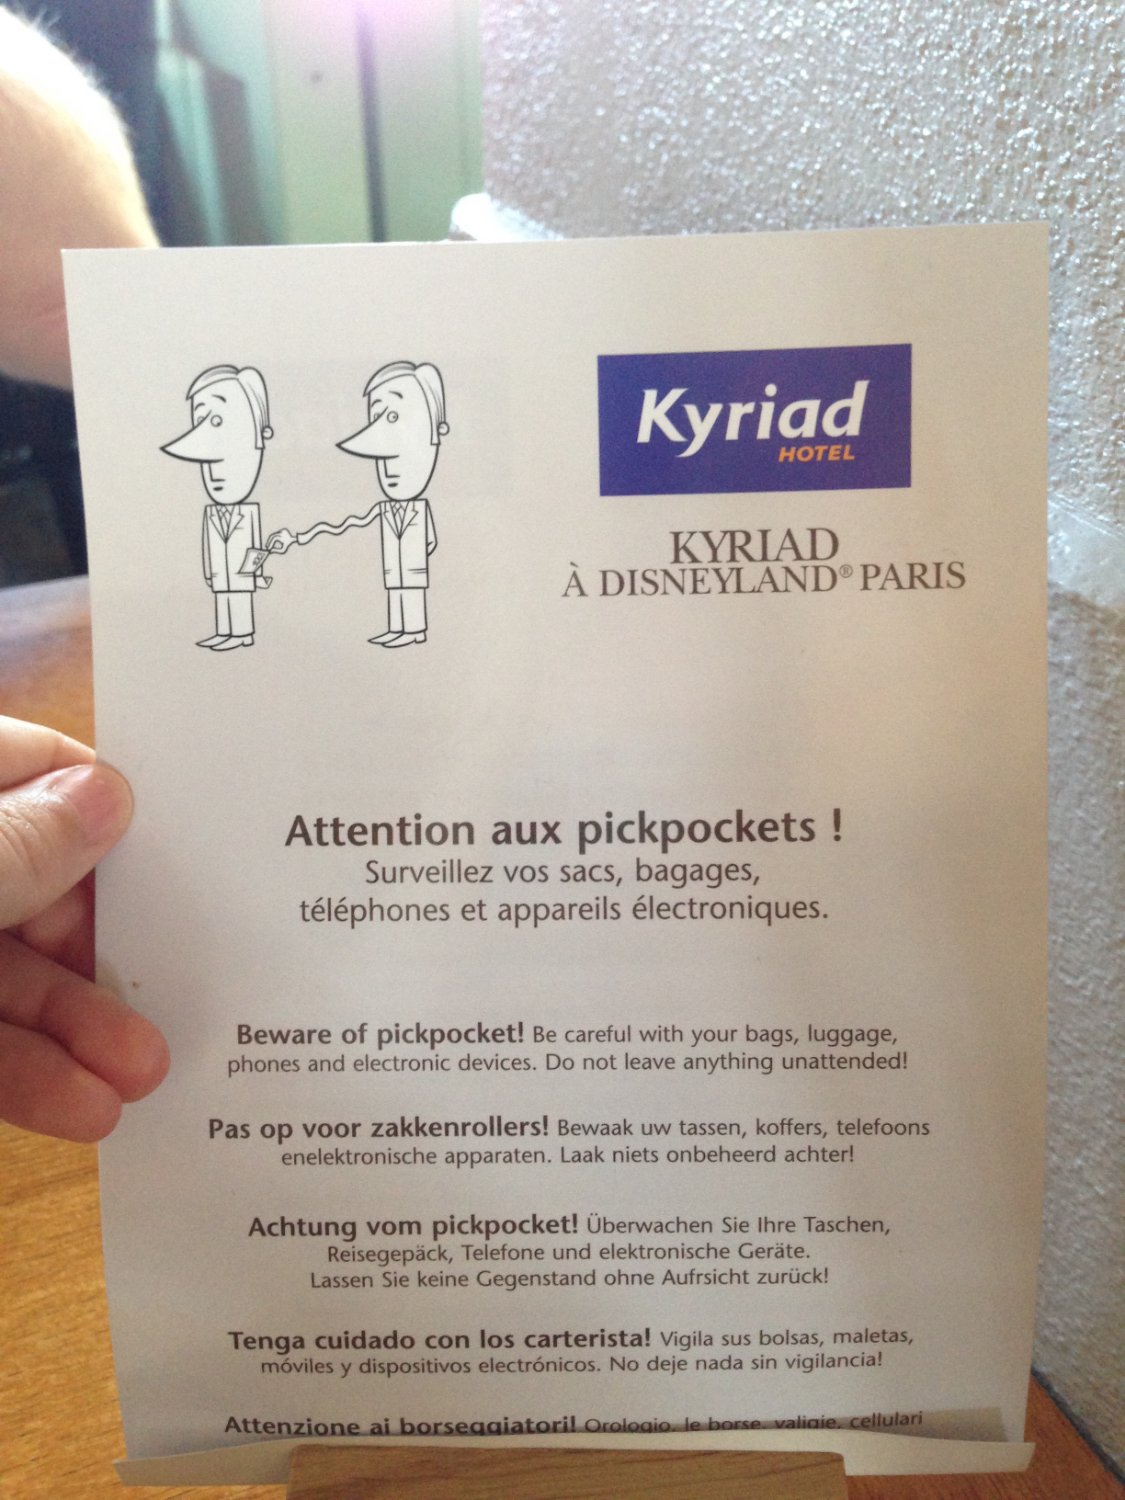 Kyriad
HOTEL
KYRIAD
À DISNEYLAND® PARIS
Attention aux pickpockets !
Surveillez vos sacs, bagages,
téléphones et appareils électroniques.
Beware of pickpocket! Be careful with your bags, luggage,
phones and electronic devices. Do not leave anything unattended!
Pas op voor zakkenrollers! Bewaak uw tassen, koffers, telefoons
enelektronische apparaten. Laak niets onbeheerd achter!
Achtung vom pickpocket! Überwachen Sie Ihre Taschen,
Reisegepäck, Telefone und elektronische Geräte.
Lassen Sie keine Gegenstand ohne Aufrsicht zurück!
Tenga cuidado con los carterista! Vigila sus bolsas, maletas,
móviles y dispositivos electrónicos. No deje nada sin vigilancia!
Attenzione ai borseggiatori! Orologio, le borse, valigie, cellulari